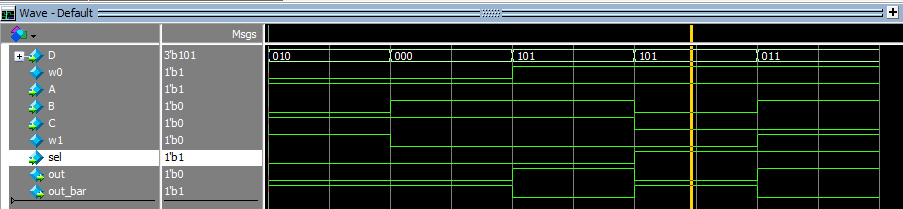 Wave - Default
Msgs
D 3'b101 010 000 101 101 011
w0 1'b1
A 1'b1
B 1'b0
C 1'b0
w1 1'b0
sel 1'b1
out 1'b0
out_bar 1'b1